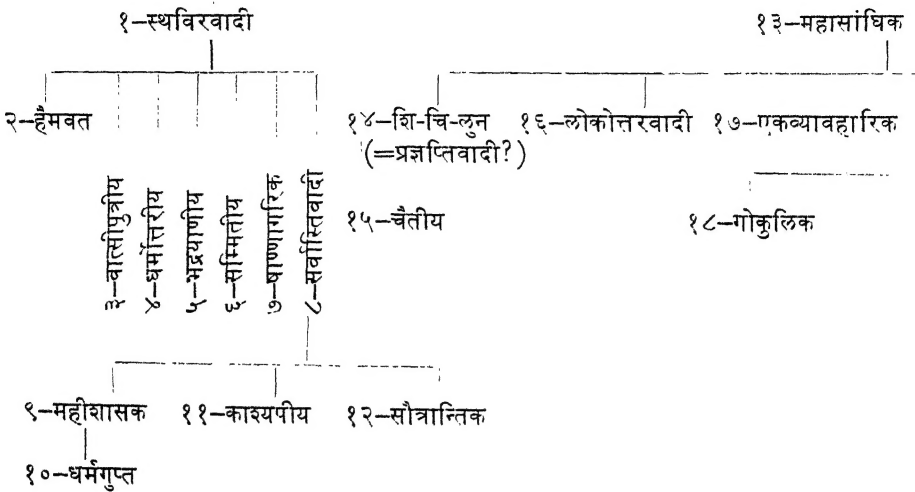 १–स्थविरवादी १३–महासांघिक
२–हैमवत १४–शि-चि-लुन १६–लोकोत्तरवादी १७–एकव्यावहारिक
(=प्रज्ञप्तिवादी?)
३–वात्सीपुत्रीय
४–धर्मोत्तरीय
५–भद्रयाणीय
६–सम्मितीय
७–षाण्णागरिक
८–सर्वास्तिवादी
१५–चैतीय १८–गोकुलिक
९–महीशासक ११–काश्यपीय १२–सौत्रान्तिक
१०–धर्मगुप्त